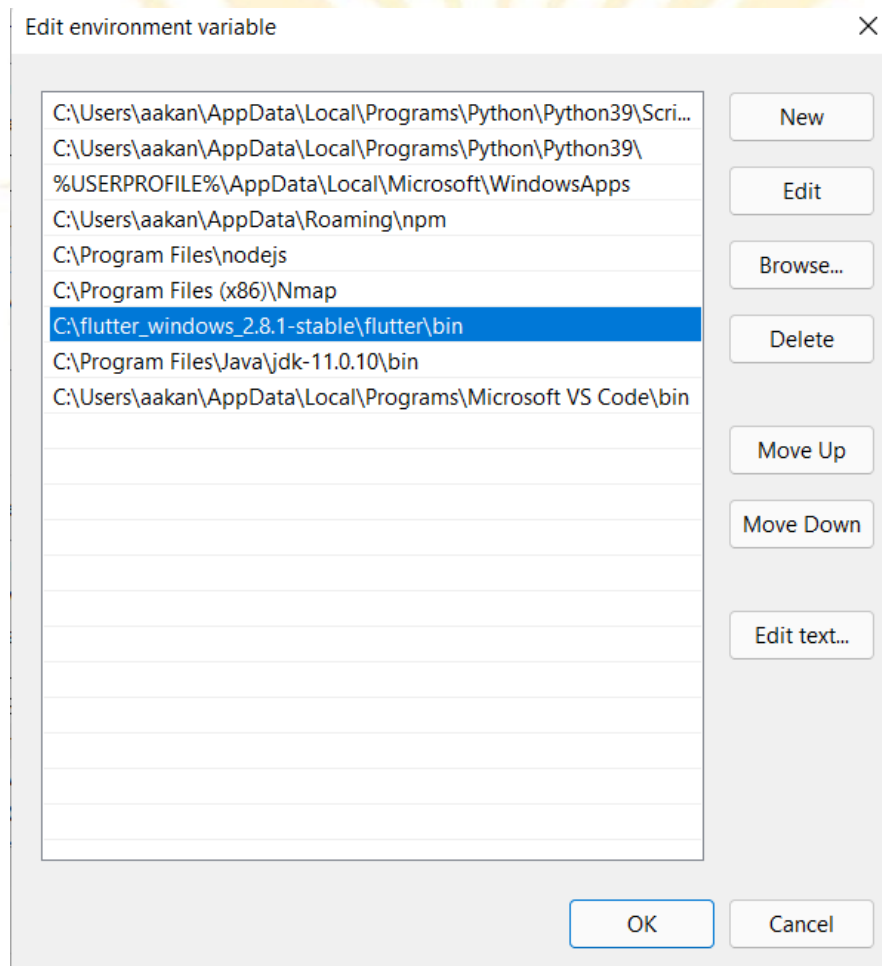 Edit environment variable
C:\Users\aakan\AppData\Local\Programs\Python\Python39\Scri...
New
C:\Users\aakan\AppData\Local\Programs\Python\Python39\
%USERPROFILE%\AppData\Local\Microsoft\WindowsApps
Edit
C:\Users\aakan\AppData\Roaming\npm
C:\Program Files\nodejs
Browse...
C:\Program Files (x86)\Nmap
C:\flutter_windows_2.8.1-stable\flutter\bin
Delete
C:\Program Files\Java\jdk-11.0.10\bin
C:\Users\aakan\AppData\Local\Programs\Microsoft VS Code\bin
Move Up
Move Down
Edit text...
OK
Cancel